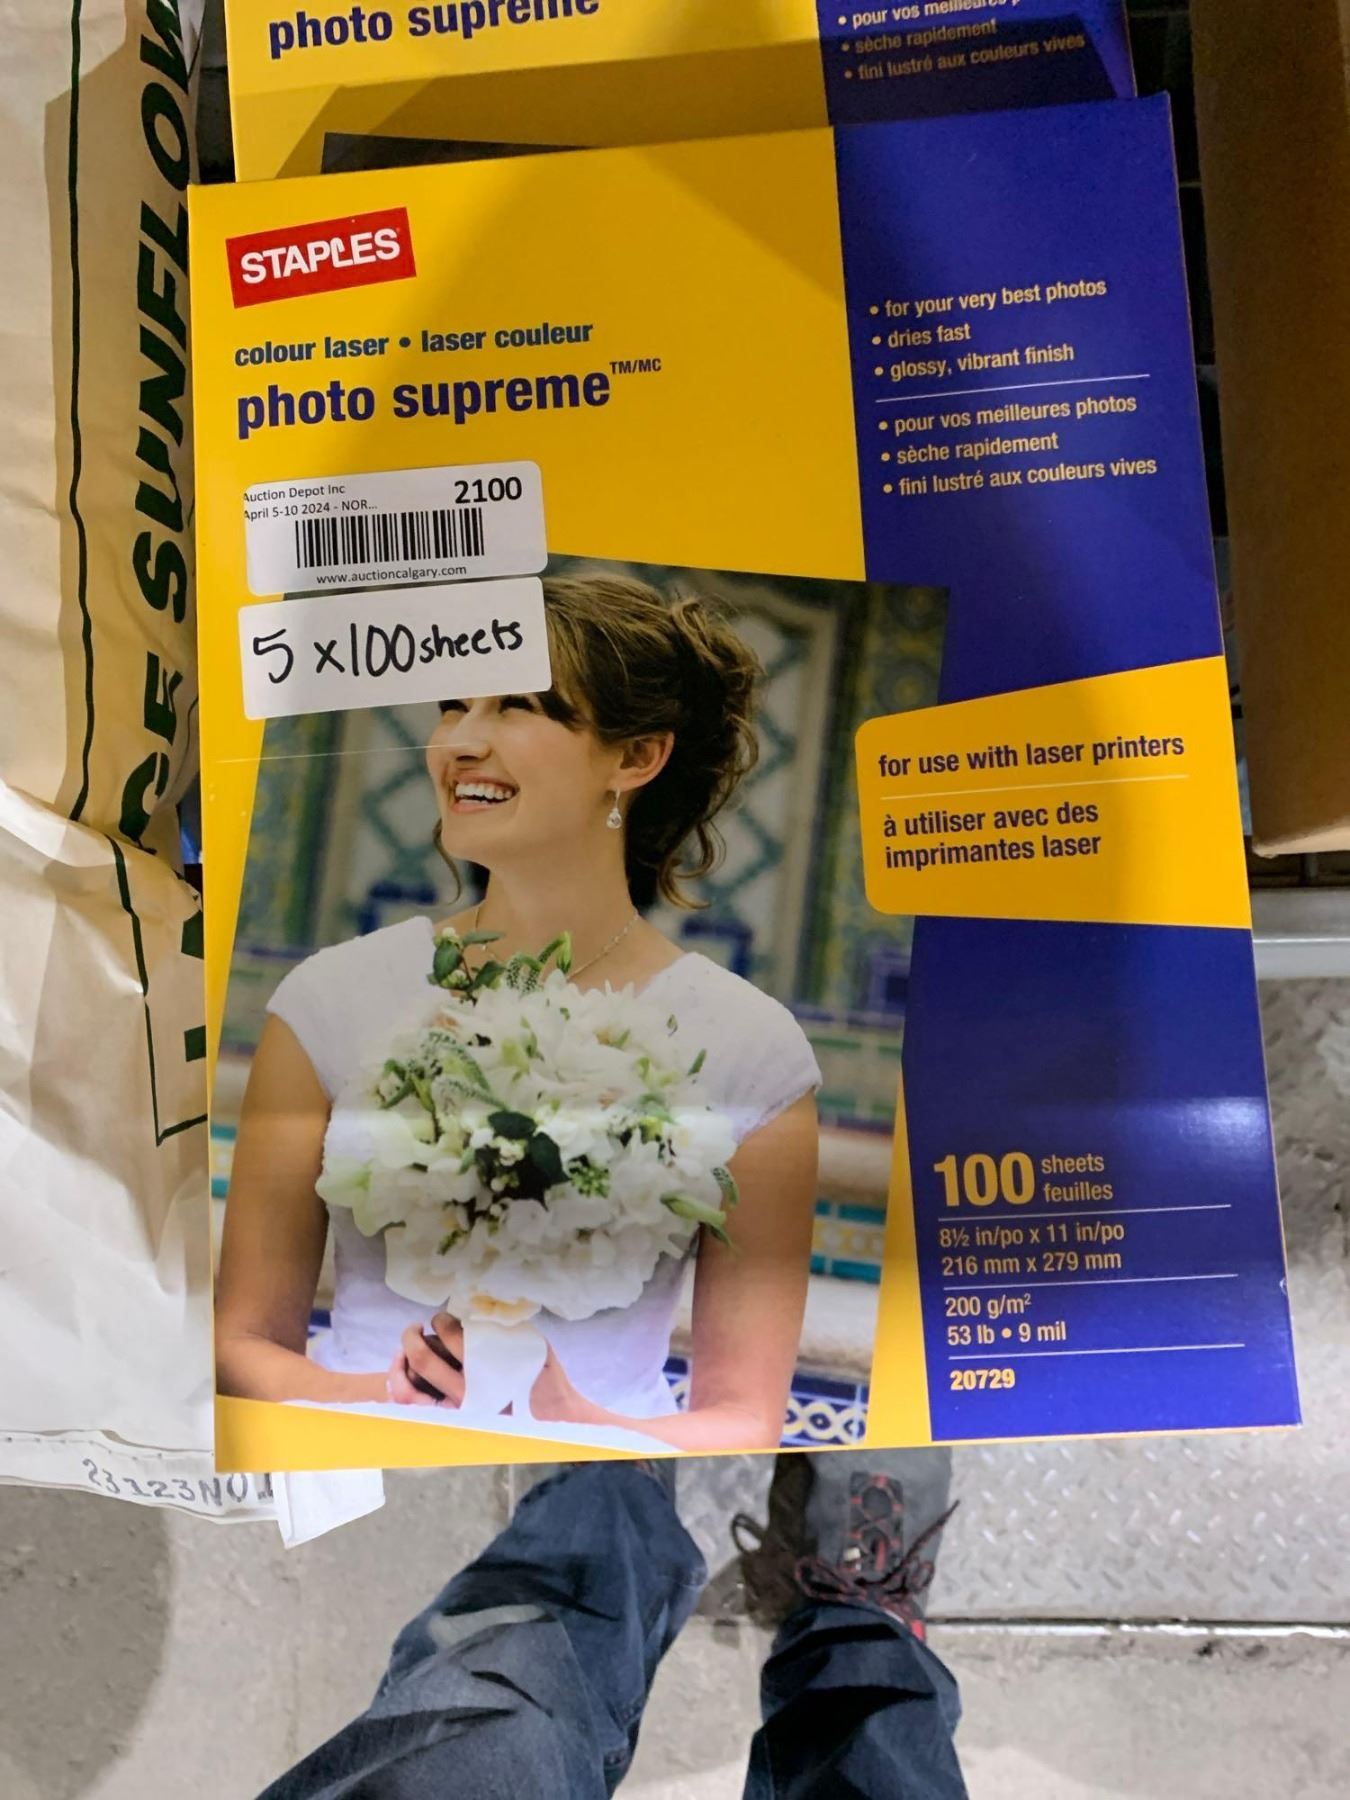 photo supreme
• pour vos meilleures
• sèche rapidement
• fini lustré aux couleurs vives
STAPLES
colour laser • laser couleur
photo supreme™/MC
• for your very best photos
• dries fast
• glossy, vibrant finish
• pour vos meilleures photos
• sèche rapidement
• fini lustré aux couleurs vives
Auction Depot Inc
2100
April 5-10 2024 - NOR...
www.auctioncalgary.com
5 x 100 sheets
for use with laser printers
à utiliser avec des
imprimantes laser
100 sheets
feuilles
8½ in/po x 11 in/po
216 mm x 279 mm
200 g/m²
53 lb • 9 mil
20729